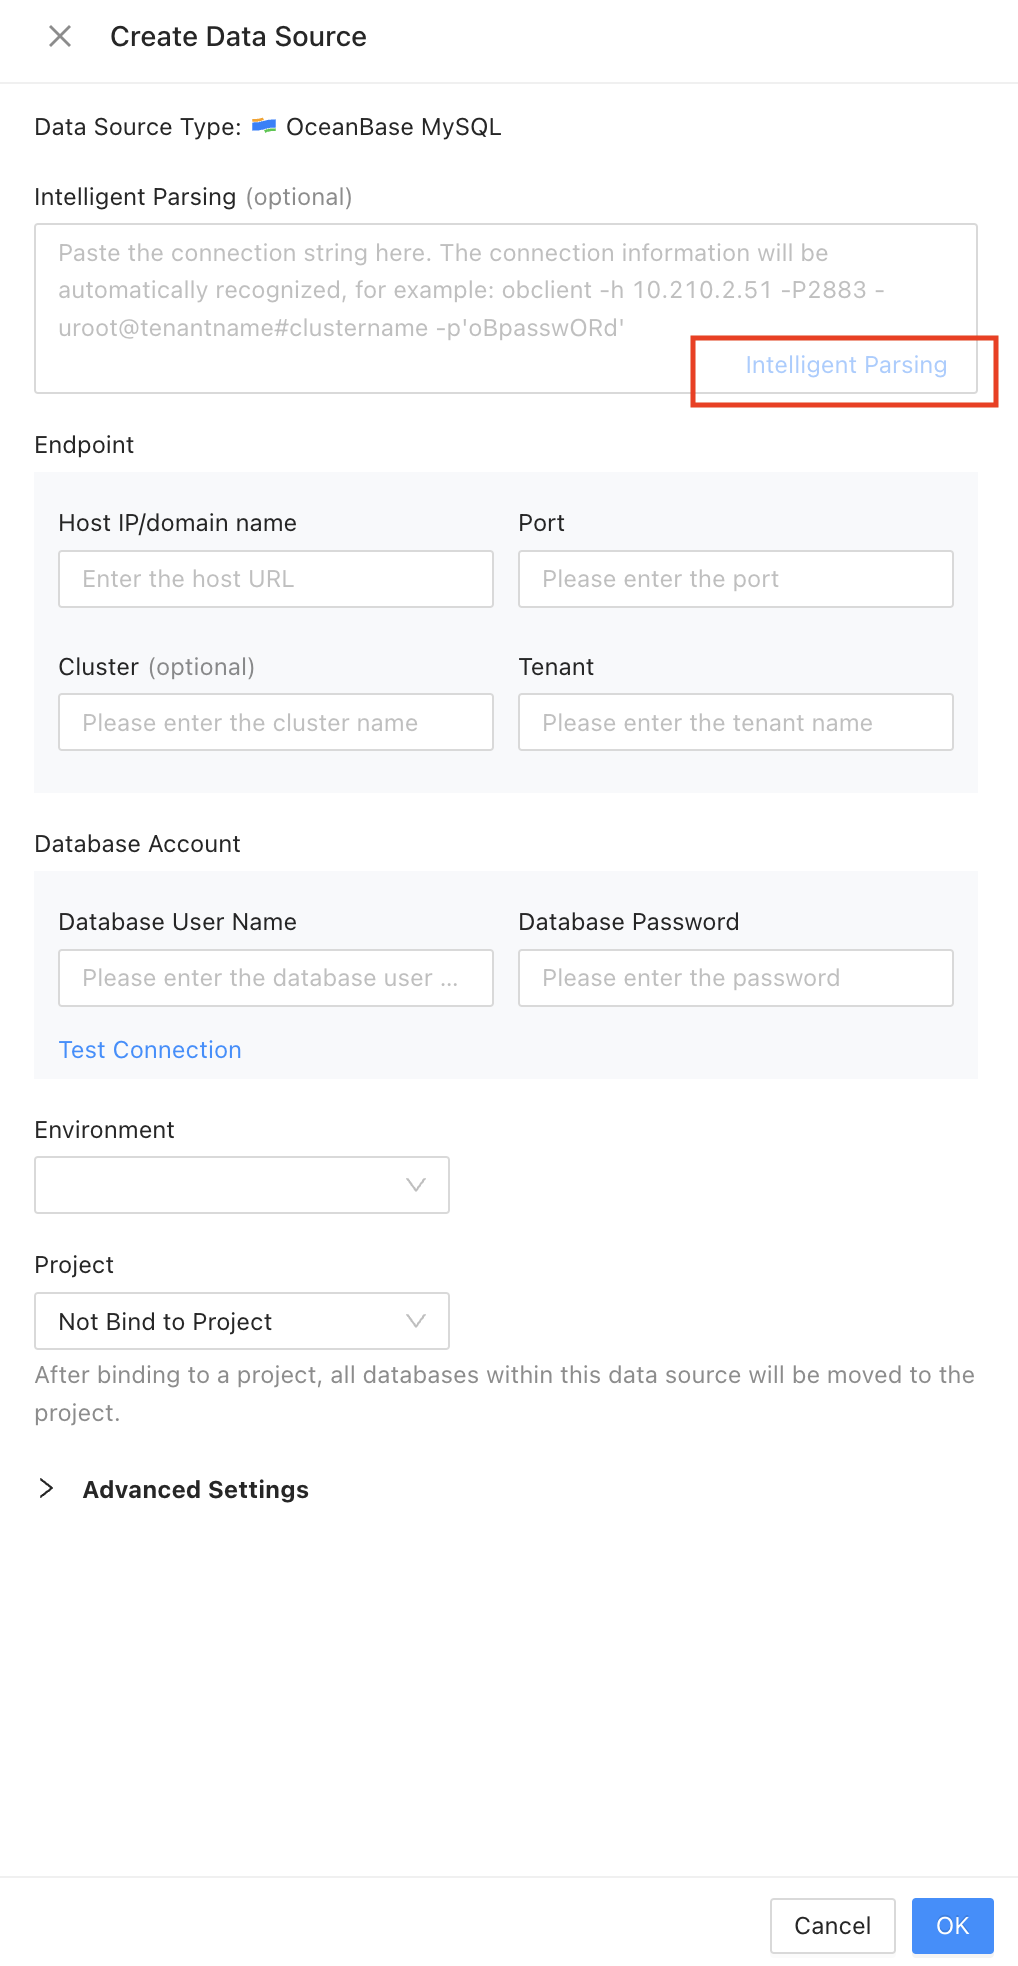 Create Data Source
Data Source Type: OceanBase MySQL
Intelligent Parsing (optional)
Paste the connection string here. The connection information will be
automatically recognized, for example: obclient -h 10.210.2.51 -P2883 -
uroot@tenantname#clustername -p'oBpasswORd'
Intelligent Parsing
Endpoint
Host IP/domain name
Port
Enter the host URL
Please enter the port
Cluster (optional)
Tenant
Please enter the cluster name
Please enter the tenant name
Database Account
Database User Name
Database Password
Please enter the database user ...
Please enter the password
Test Connection
Environment
Project
Not Bind to Project
After binding to a project, all databases within this data source will be moved to the
project.
Advanced Settings
Cancel
OK